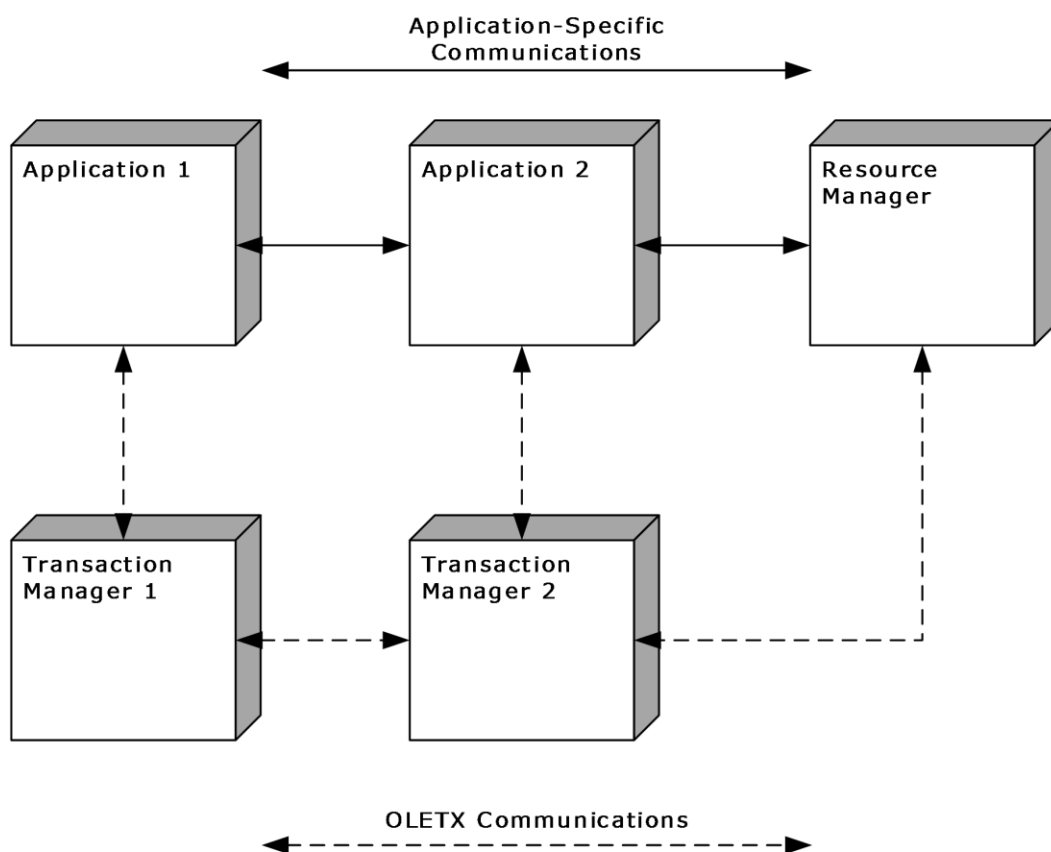 Application-Specific
Communications
Application 1
Application 2
Resource
Manager
Transaction
Manager 1
Transaction
Manager 2
OLETX Communications